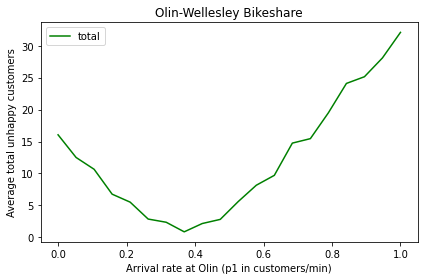 Olin-Wellesley Bikeshare
total
Average total unhappy customers
30
25
20
15
10
5
0
0.0 0.2 0.4 0.6 0.8 1.0
Arrival rate at Olin (p1 in customers/min)